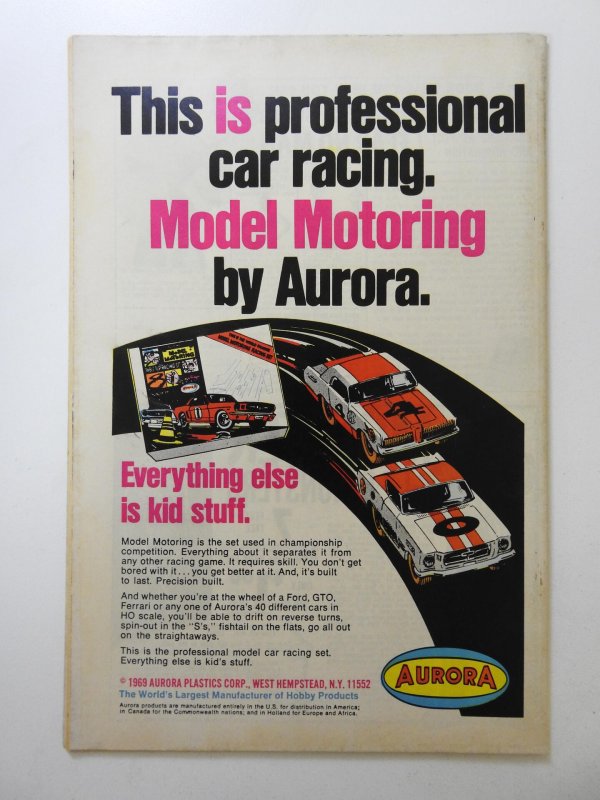 This is professional
car racing.
Model Motoring
by Aurora.
Everything else
is kid stuff.
Model Motoring is the set used in championship
competition. Everything about it separates it from
any other racing game. It requires skill. You don't get
bored with it . . . you get better at it. And, it's built
to last. Precision built.
And whether you're at the wheel of a Ford, GTO,
Ferrari or any one of Aurora's 40 different cars in
HO scale, you'll be able to drift on reverse turns,
spin-out in the "S's," fishtail on the flats, go all out
on the straightaways.
This is the professional model car racing set.
Everything else is kid's stuff.
© 1969 AURORA PLASTICS CORP., WEST HEMPSTEAD, N.Y. 11552
The World's Largest Manufacturer of Hobby Products
Aurora products are manufactured entirely in the U.S. for distribution in America;
in Canada for the Commonwealth nations; and in Holland for Europe and Africa.
AURORA
4
0